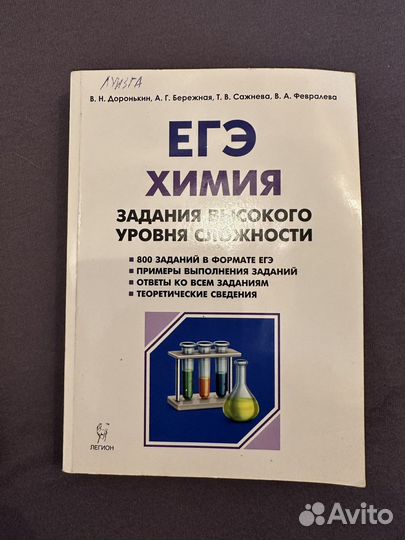 ЛУИЗА
В. Н. Доронькин, А. Г. Бережная, Т. В. Сажнева, В. А. Февралева
ЕГЭ
ХИМИЯ
ЗАДАНИЯ ВЫСОКОГО
УРОВНЯ СЛОЖНОСТИ
800 ЗАДАНИЙ В ФОРМАТЕ ЕГЭ
ПРИМЕРЫ ВЫПОЛНЕНИЯ ЗАДАНИЙ
ОТВЕТЫ КО ВСЕМ ЗАДАНИЯМ
ТЕОРЕТИЧЕСКИЕ СВЕДЕНИЯ
ЛЕГИОН
Avito